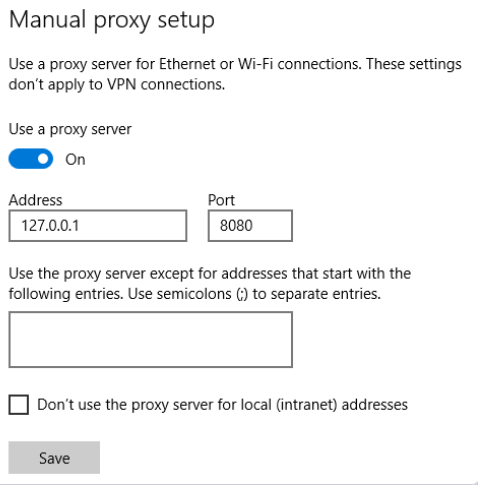 Manual proxy setup
Use a proxy server for Ethernet or Wi-Fi connections. These settings
don't apply to VPN connections.
Use a proxy server
On
Address Port
127.0.0.1 8080
Use the proxy server except for addresses that start with the
following entries. Use semicolons (;) to separate entries.
Don't use the proxy server for local (intranet) addresses
Save